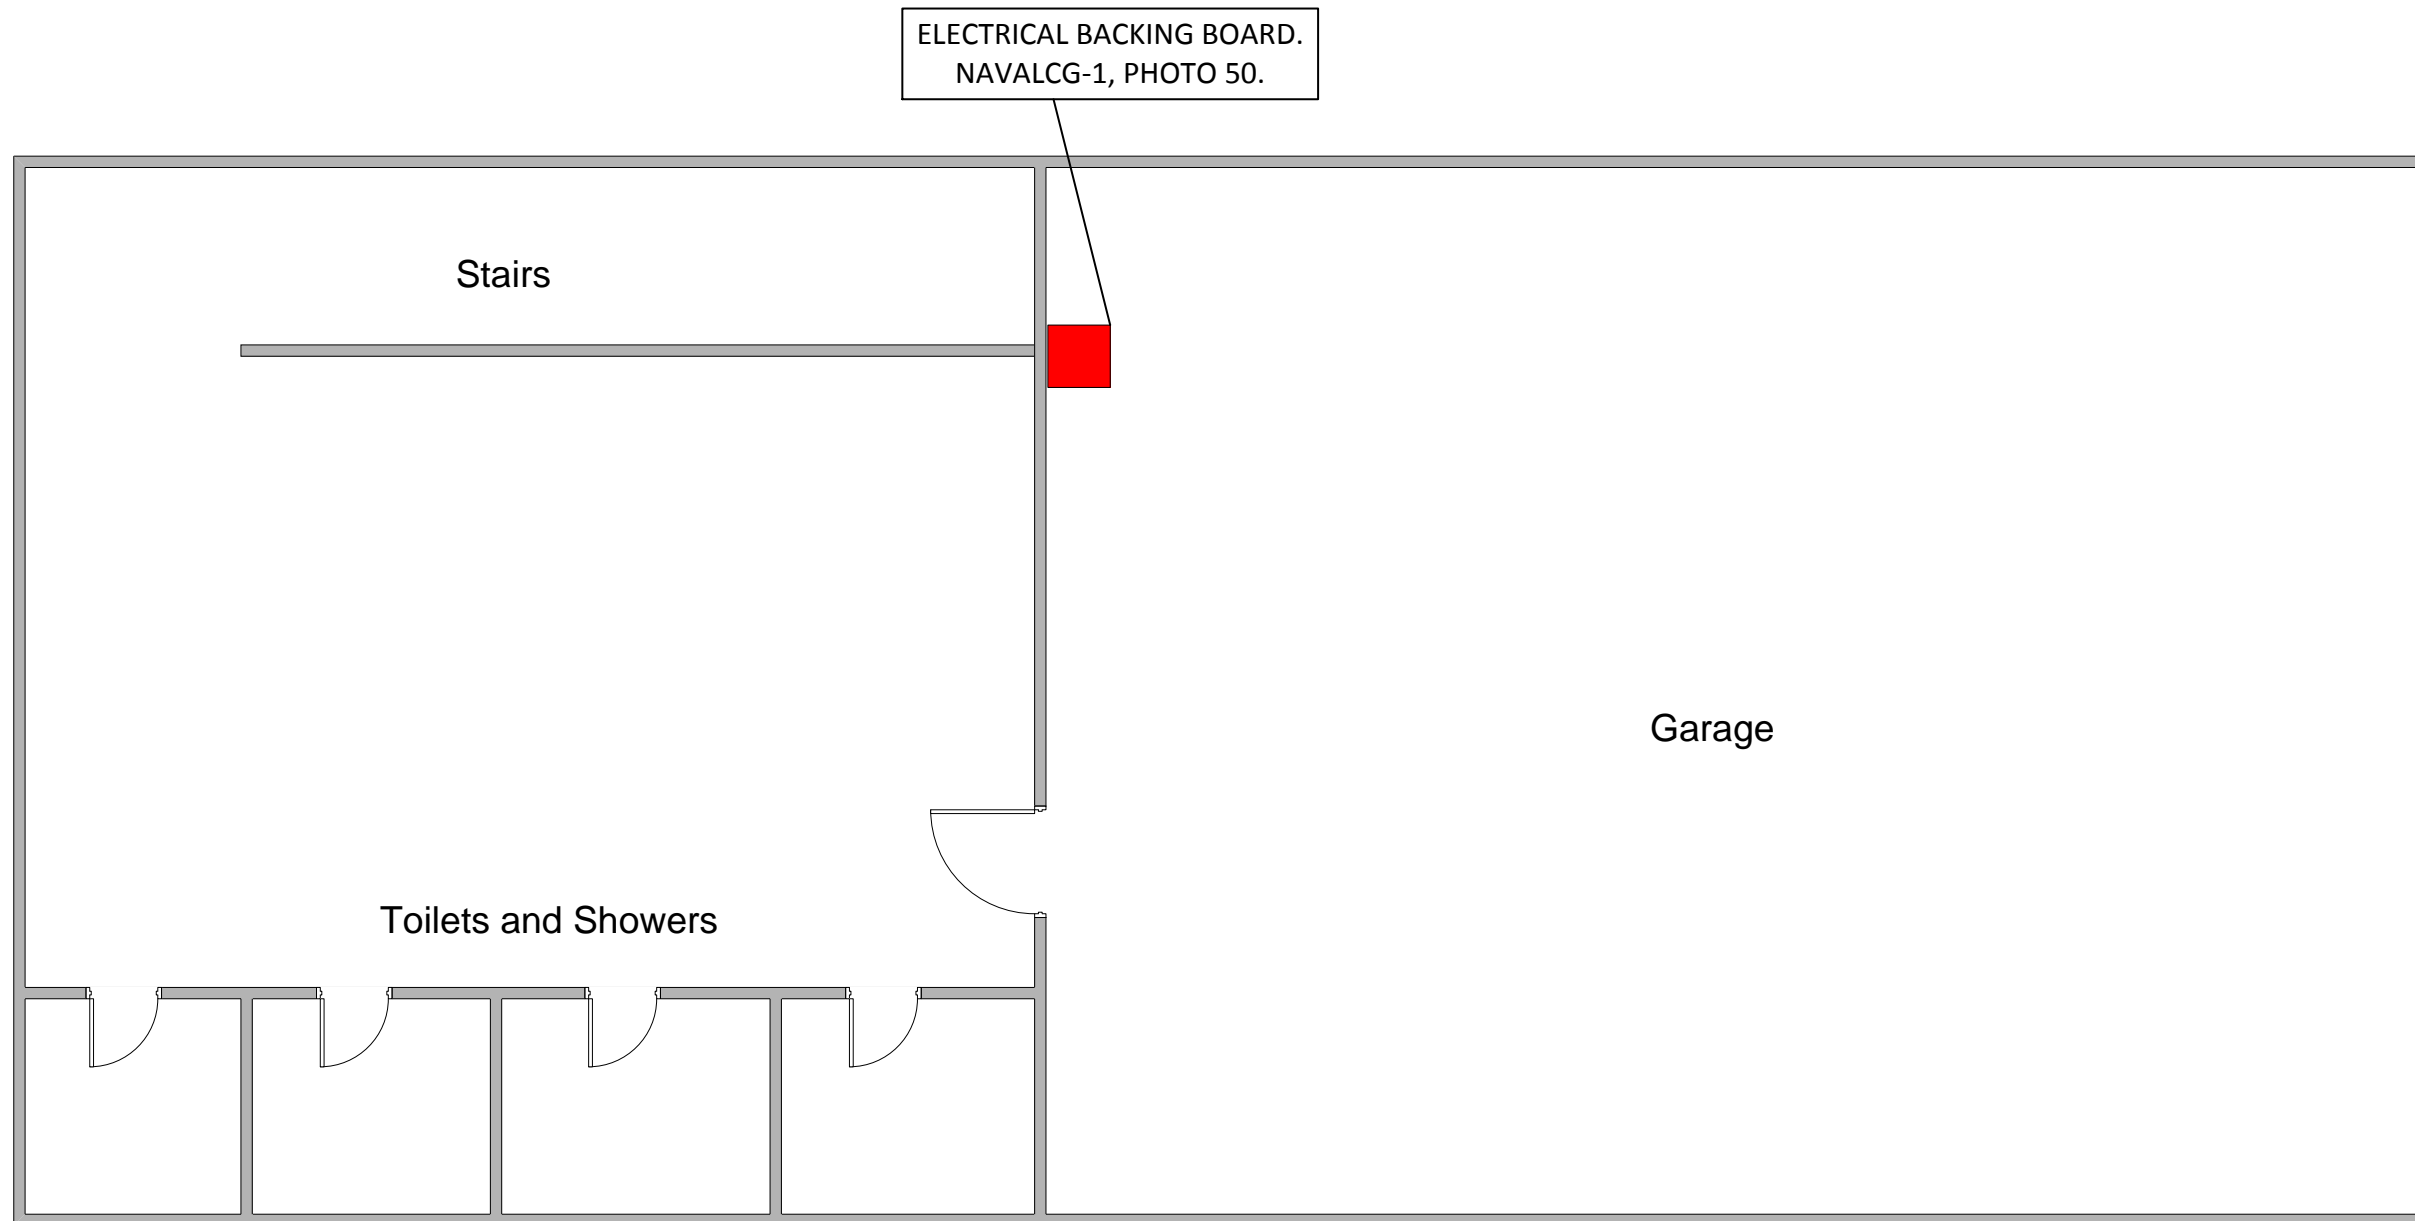 ELECTRICAL BACKING BOARD.
NAVALCG-1, PHOTO 50.
Stairs
Garage
Toilets and Showers